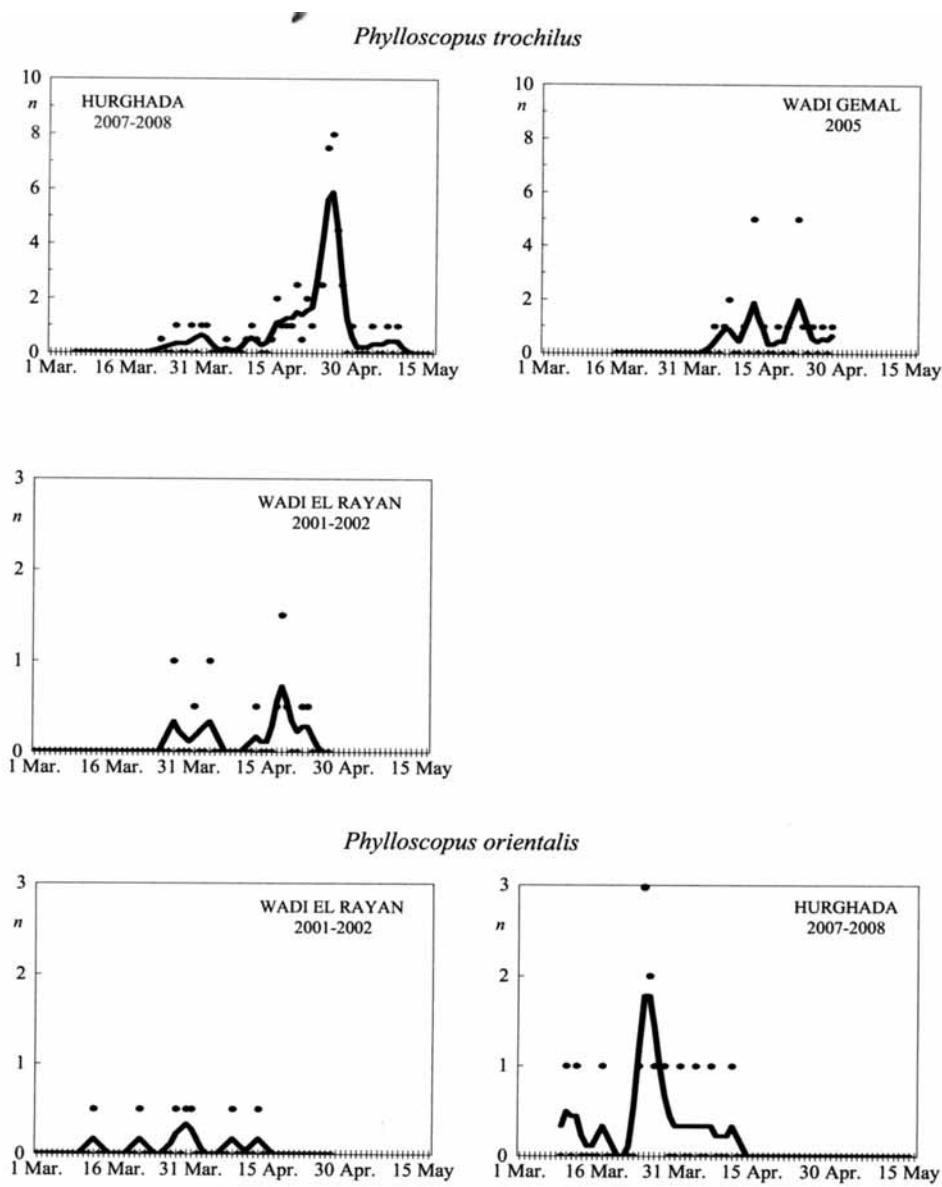 Phylloscopus trochilus
10
n
8
6
4
2
0
HURGHADA
2007-2008
1 Mar. 16 Mar. 31 Mar. 15 Apr. 30 Apr. 15 May
10
n
8
6
4
2
0
WADI GEMAL
2005
1 Mar. 16 Mar. 31 Mar. 15 Apr. 30 Apr. 15 May
3
n
2
1
0
WADI EL RAYAN
2001-2002
1 Mar. 16 Mar. 31 Mar. 15 Apr. 30 Apr. 15 May
Phylloscopus orientalis
3
n
2
1
0
WADI EL RAYAN
2001-2002
1 Mar. 16 Mar. 31 Mar. 15 Apr. 30 Apr. 15 May
3
n
2
1
0
HURGHADA
2007-2008
1 Mar. 16 Mar. 31 Mar. 15 Apr. 30 Apr. 15 May